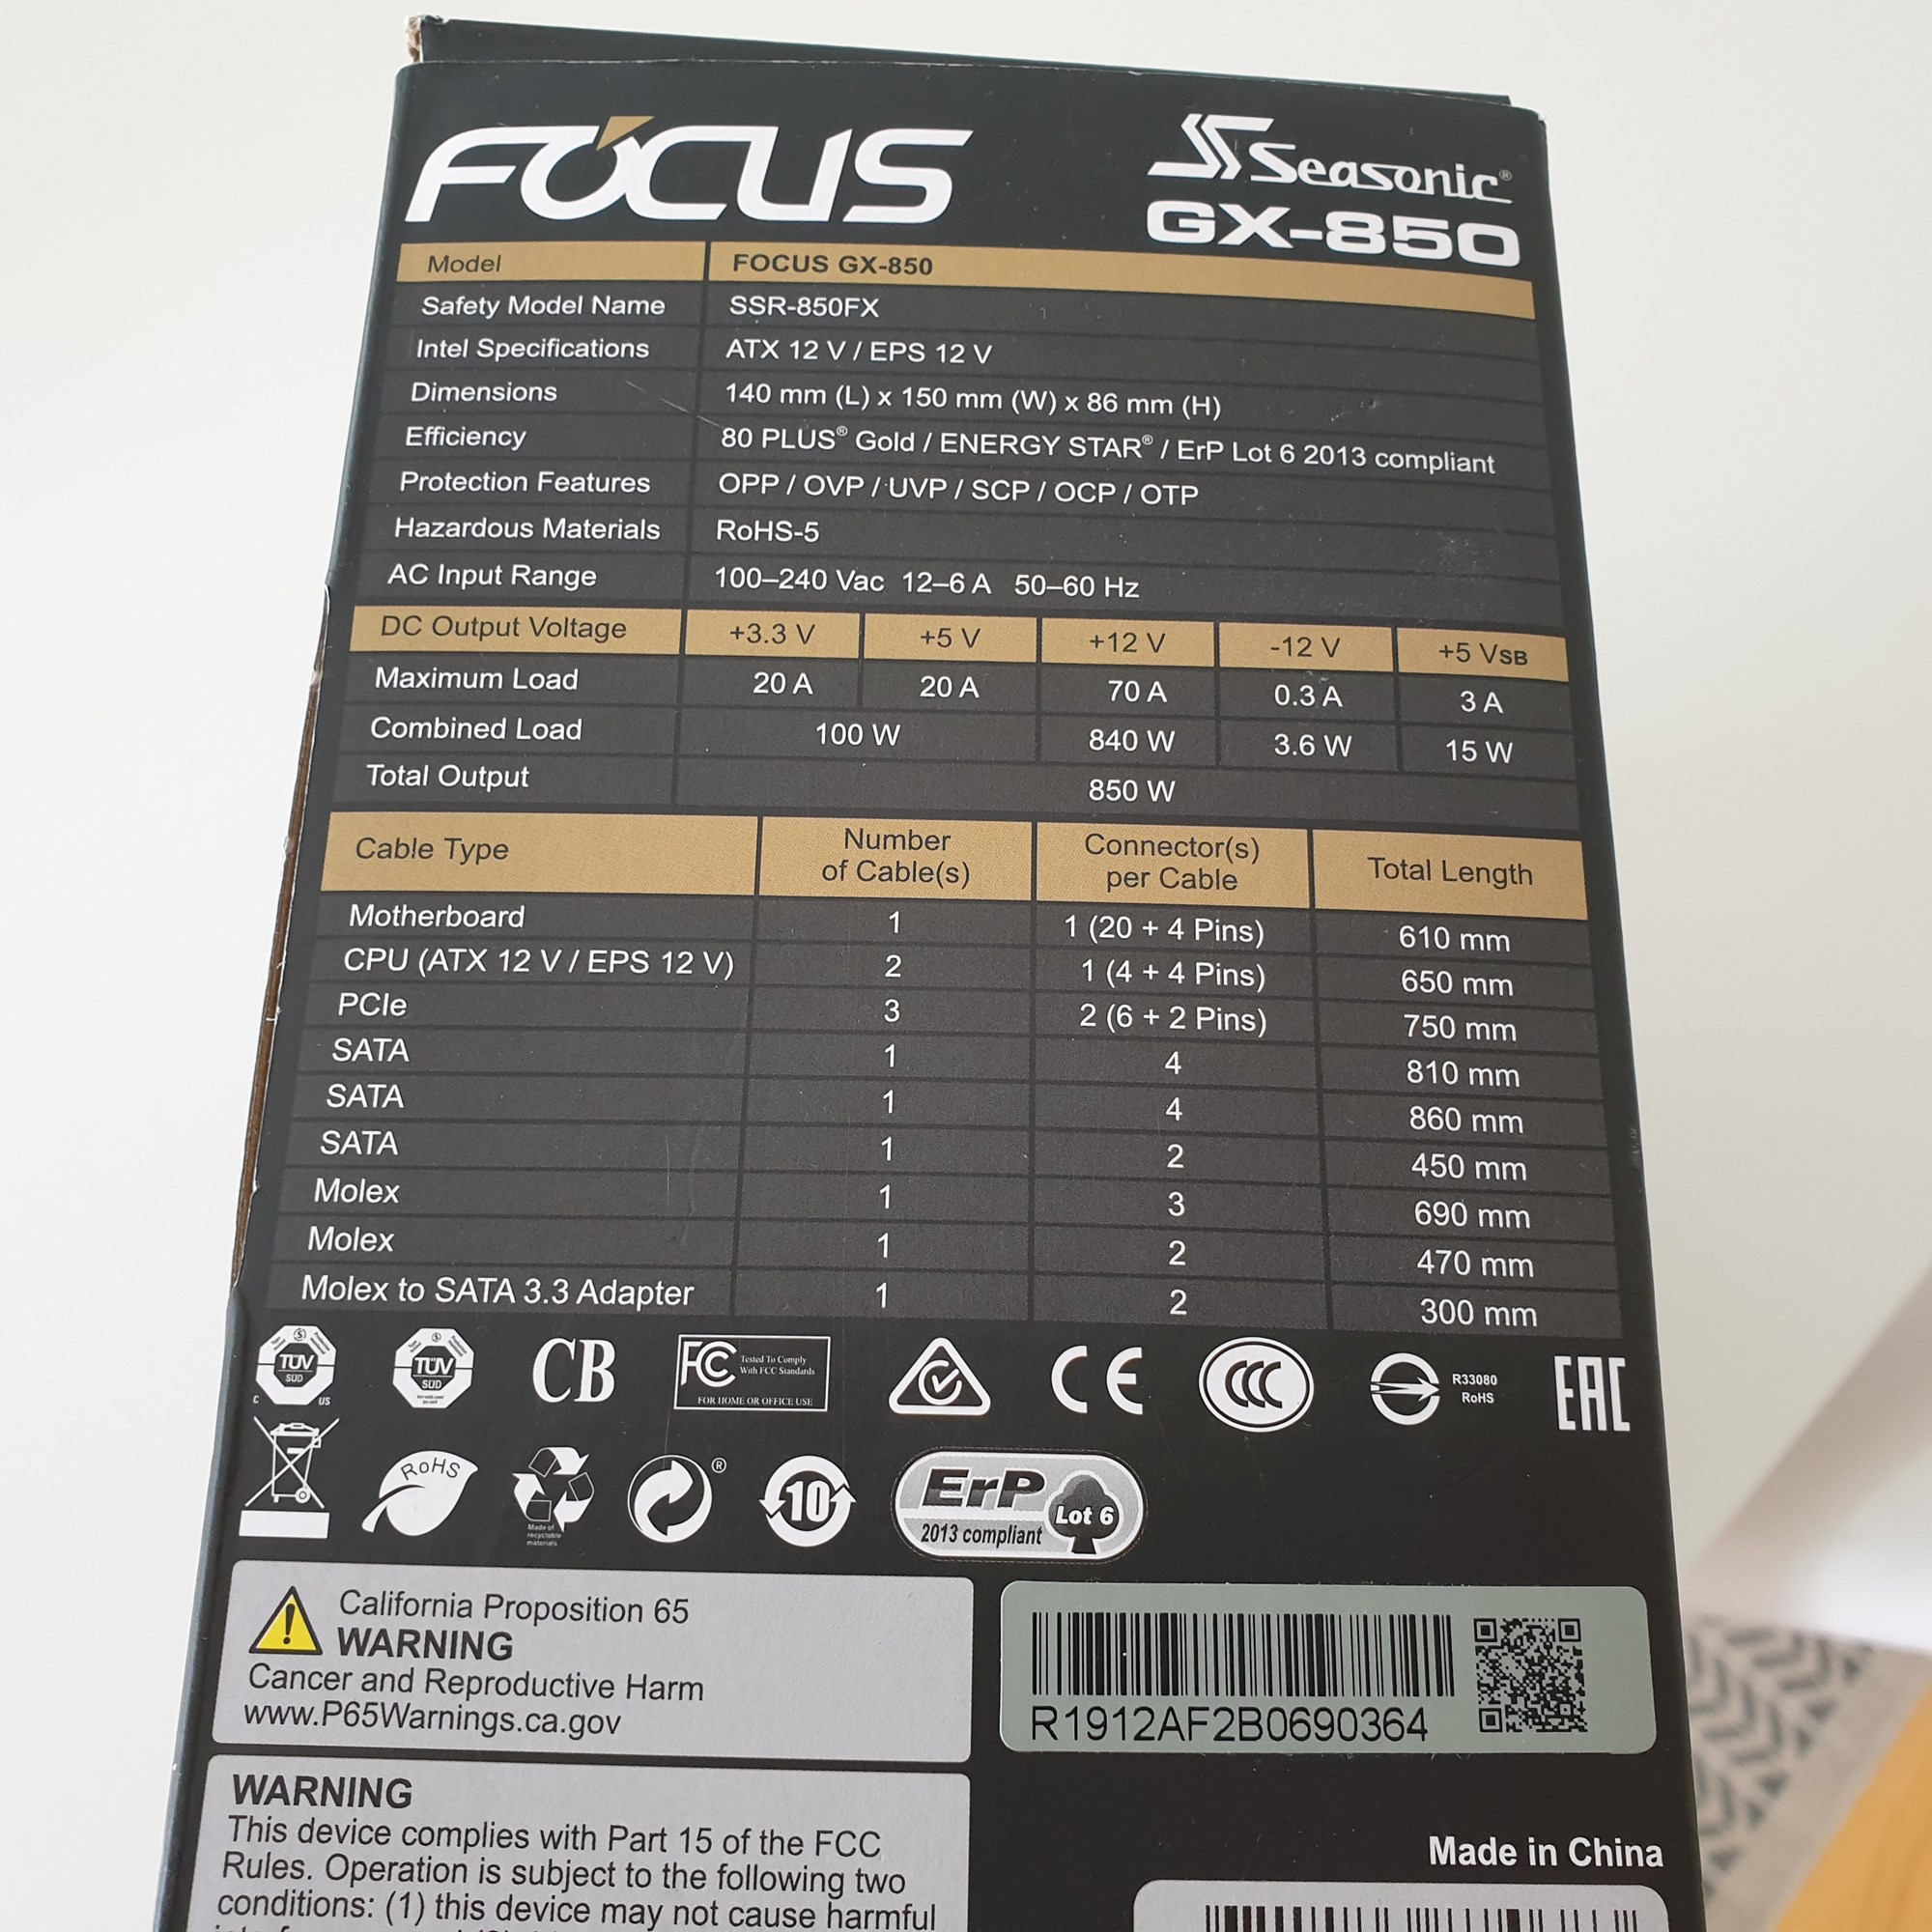 FOCUS
Seasonic®
GX-850
Model FOCUS GX-850
Safety Model Name SSR-850FX
Intel Specifications ATX 12 V / EPS 12 V
Dimensions 140 mm (L) x 150 mm (W) x 86 mm (H)
Efficiency 80 PLUS® Gold / ENERGY STAR® / ErP Lot 6 2013 compliant
Protection Features OPP / OVP / UVP / SCP / OCP / OTP
Hazardous Materials RoHS-5
AC Input Range 100–240 Vac 12–6 A 50–60 Hz
DC Output Voltage +3.3 V +5 V +12 V -12 V +5 VSB
Maximum Load 20 A 20 A 70 A 0.3 A 3 A
Combined Load 100 W 840 W 3.6 W 15 W
Total Output 850 W
Cable Type Number of Cable(s) Connector(s) per Cable Total Length
Motherboard 1 1 (20 + 4 Pins) 610 mm
CPU (ATX 12 V / EPS 12 V) 2 1 (4 + 4 Pins) 650 mm
PCIe 3 2 (6 + 2 Pins) 750 mm
SATA 1 4 810 mm
SATA 1 4 860 mm
SATA 1 2 450 mm
Molex 1 3 690 mm
Molex 1 2 470 mm
Molex to SATA 3.3 Adapter 1 2 300 mm
TÜV SÜD C US
TÜV SÜD
CB
FC Tested To Comply With FCC Standards
FOR HOME OR OFFICE USE
CE
CCC
R33080
RoHS
EAC
RoHS
Made of recyclable materials
®
10
ErP
2013 compliant
Lot 6
California Proposition 65
WARNING
Cancer and Reproductive Harm
www.P65Warnings.ca.gov
R1912AF2B0690364
WARNING
This device complies with Part 15 of the FCC
Rules. Operation is subject to the following two
conditions: (1) this device may not cause harmful
Made in China